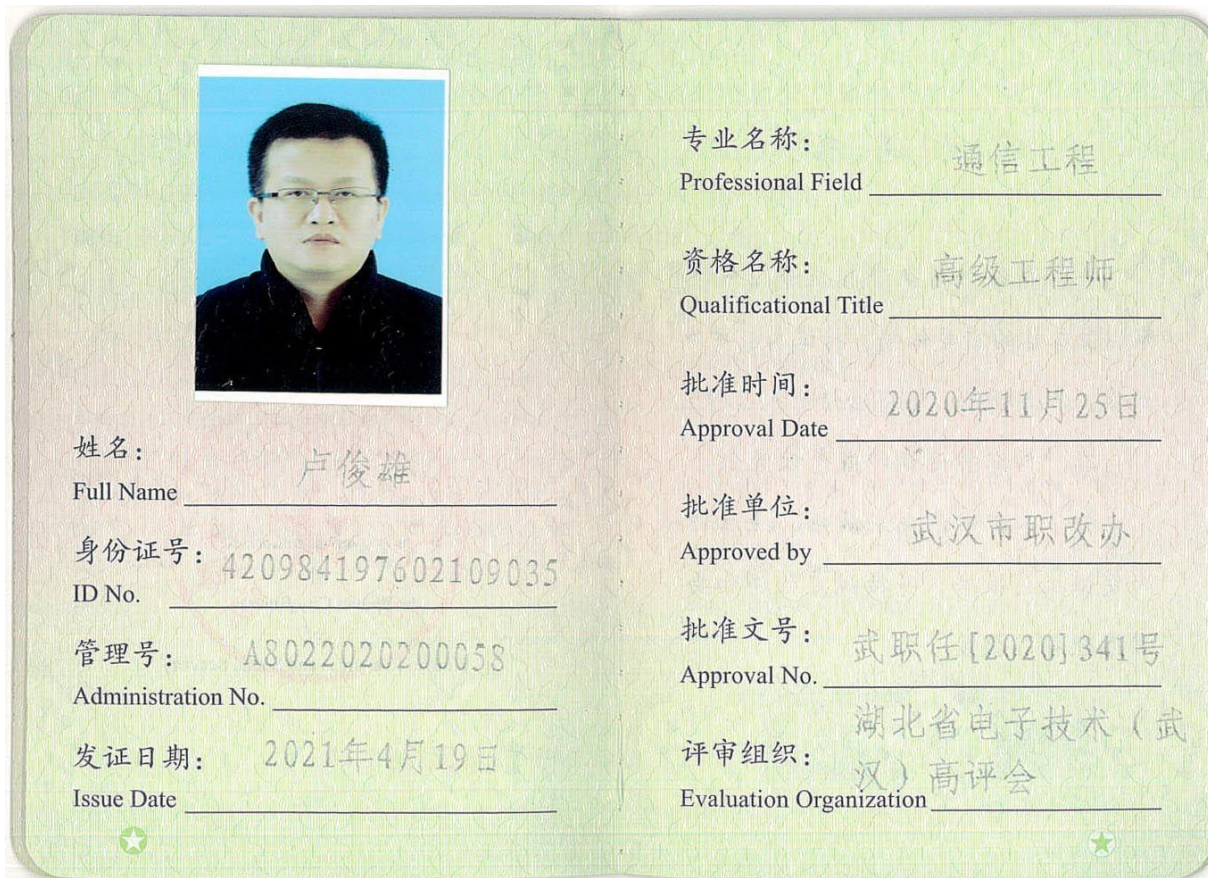 姓名：
卢俊雄
Full Name
身份证号：
420984197602109035
ID No.
管理号：
A8022020200058
Administration No.
发证日期：
2021年4月19日
Issue Date
专业名称：
通信工程
Professional Field
资格名称：
高级工程师
Qualificational Title
批准时间：
2020年11月25日
Approval Date
批准单位：
武汉市职改办
Approved by
批准文号：
武职任[2020]341号
Approval No.
湖北省电子技术（武
评审组织：
汉）高评会
Evaluation Organization